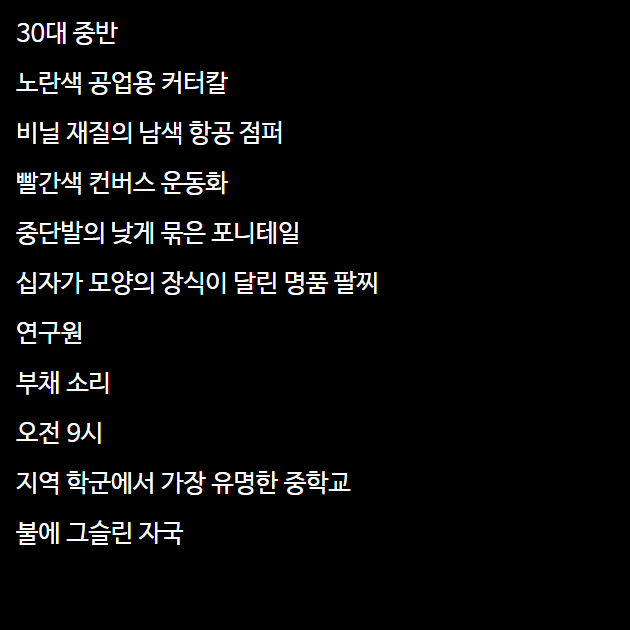 30대 중반
노란색 공업용 커터칼
비닐 재질의 남색 항공 점퍼
빨간색 컨버스 운동화
중단발의 낮게 묶은 포니테일
십자가 모양의 장식이 달린 명품 팔찌
연구원
부채 소리
오전 9시
지역 학군에서 가장 유명한 중학교
불에 그슬린 자국